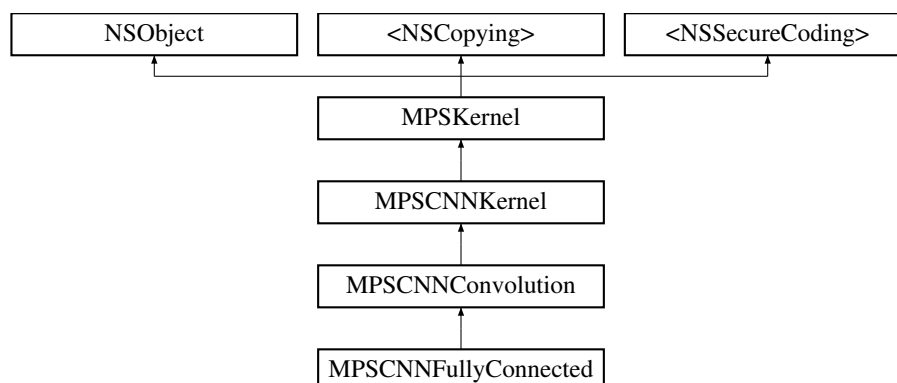 NSObject
<NSCopying>
<NSSecureCoding>
MPSKernel
MPSCNNKernel
MPSCNNConvolution
MPSCNNFullyConnected